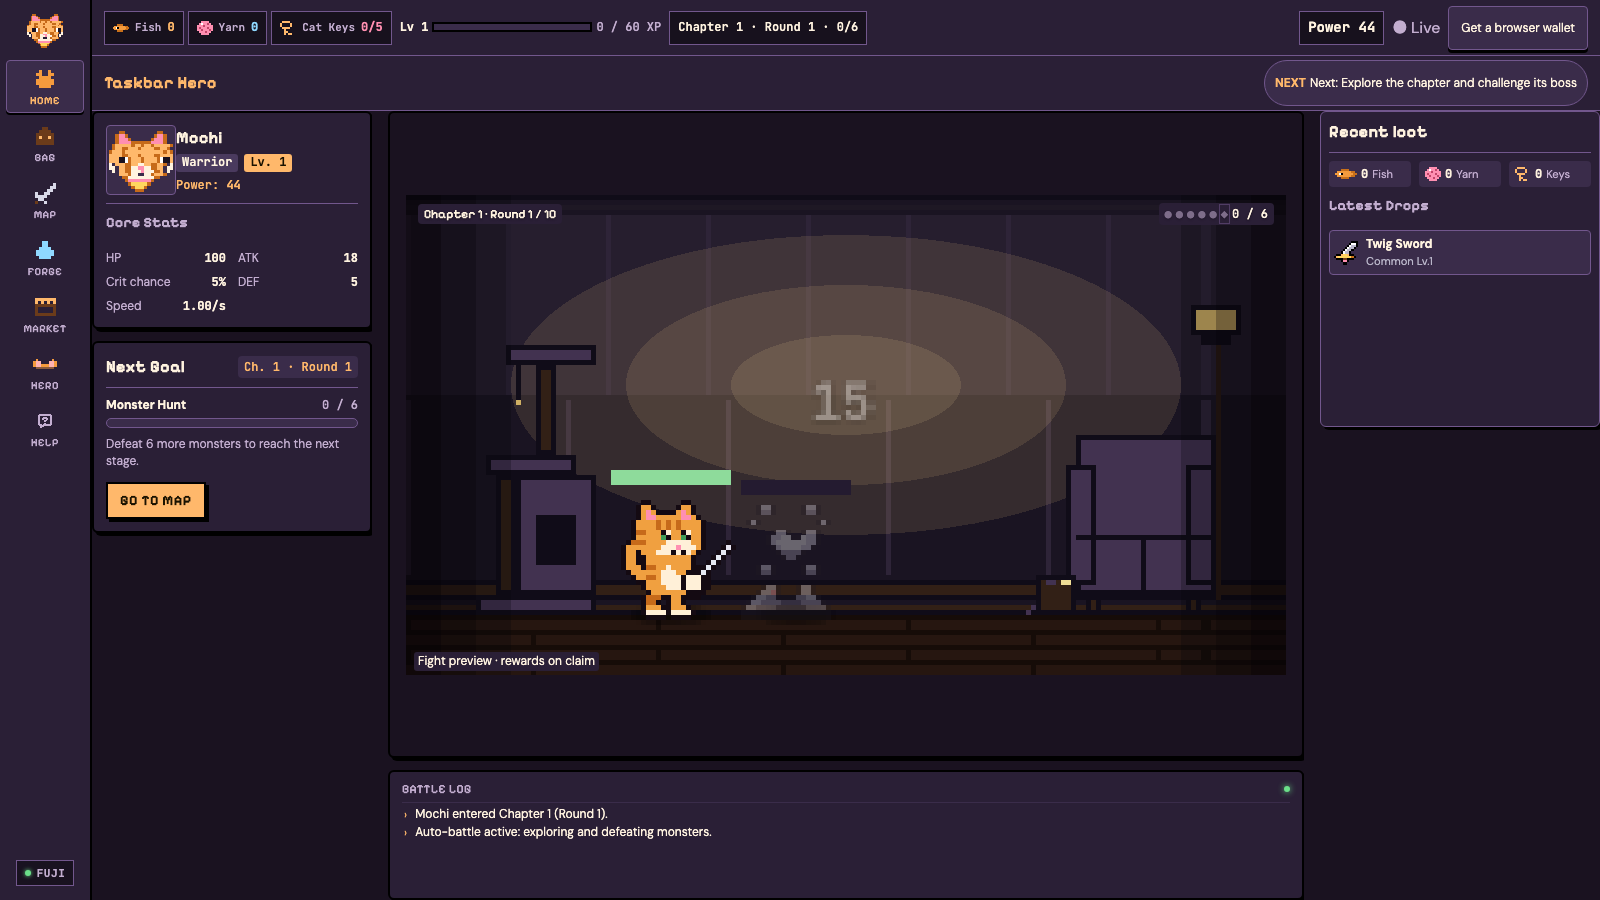 Fish 0
Yarn 0
Cat Keys 0/5
Lv 1
0 / 60 XP
Chapter 1 · Round 1 · 0/6
Power 44
Live
Get a browser wallet
Taskbar Hero
NEXT Next: Explore the chapter and challenge its boss
HOME
BAG
MAP
FORGE
MARKET
HERO
HELP
FUJI
Mochi
Warrior
Lv. 1
Power: 44
Core Stats
HP 100 ATK 18
Crit chance 5% DEF 5
Speed 1.00/s
Next Goal
Ch. 1 · Round 1
Monster Hunt 0 / 6
Defeat 6 more monsters to reach the next
stage.
GO TO MAP
Chapter 1 · Round 1 / 10
0 / 6
15
Fight preview · rewards on claim
BATTLE LOG
› Mochi entered Chapter 1 (Round 1).
› Auto-battle active: exploring and defeating monsters.
Recent loot
0 Fish
0 Yarn
0 Keys
Latest Drops
Twig Sword
Common Lv.1